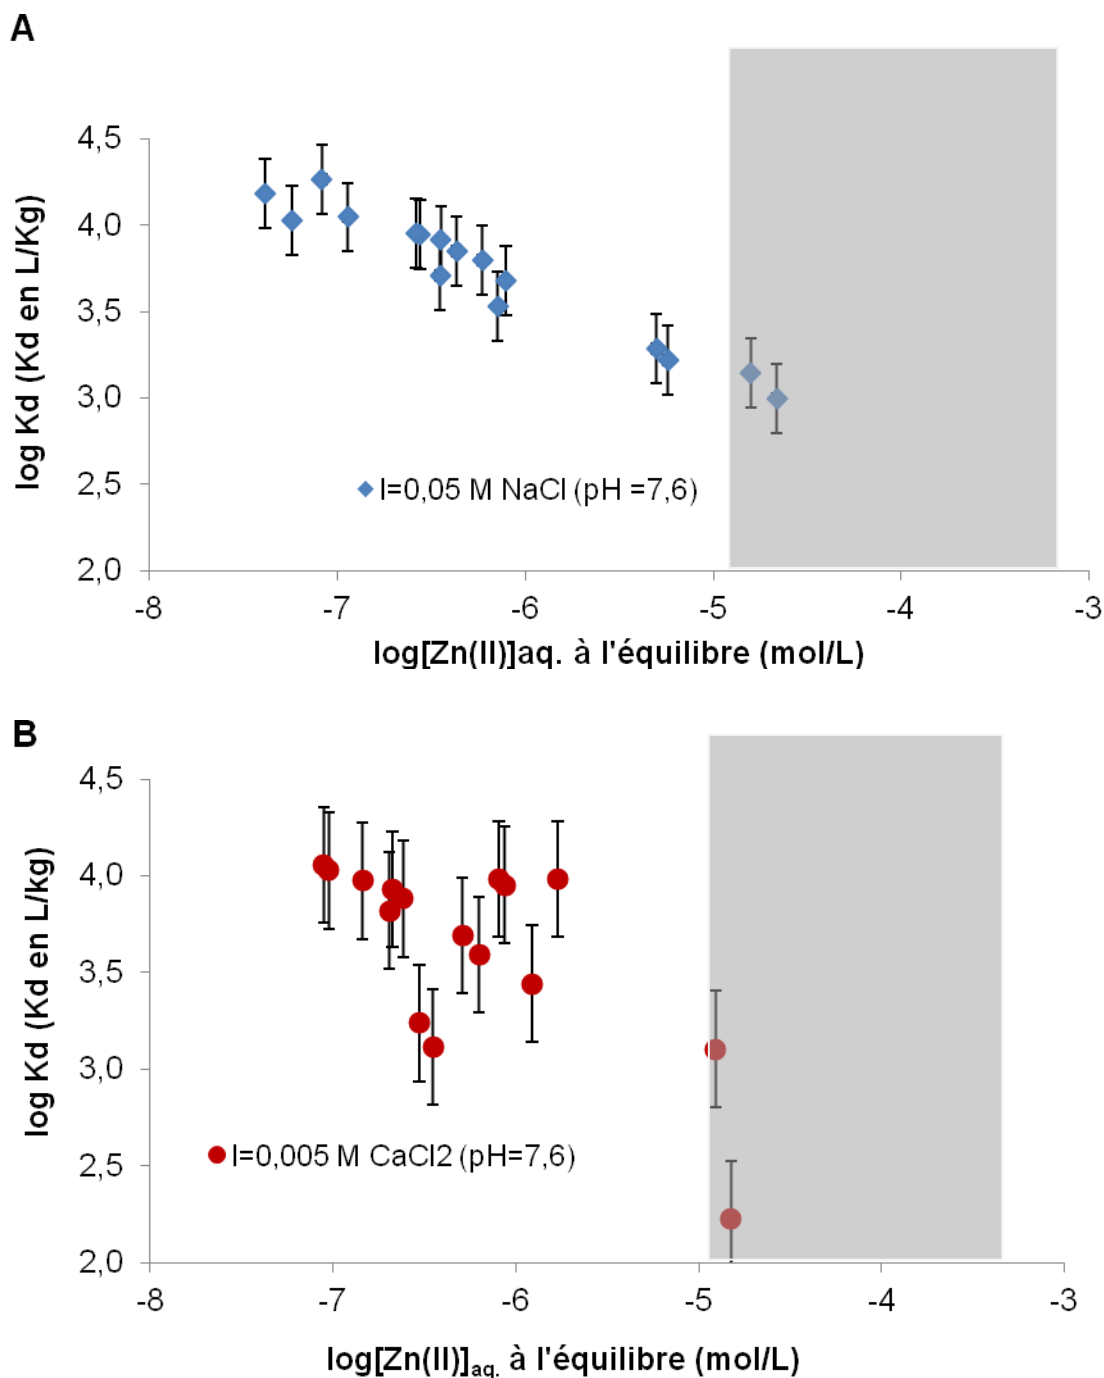 A
4,5
4,0
3,5
3,0
2,5
2,0
log Kd (Kd en L/Kg)
I=0,05 M NaCl (pH =7,6)
-8 -7 -6 -5 -4 -3
log[Zn(II)]aq. à l'équilibre (mol/L)
B
4,5
4,0
3,5
3,0
2,5
2,0
log Kd (Kd en L/kg)
I=0,005 M CaCl2 (pH=7,6)
-8 -7 -6 -5 -4 -3
log[Zn(II)]aq. à l'équilibre (mol/L)